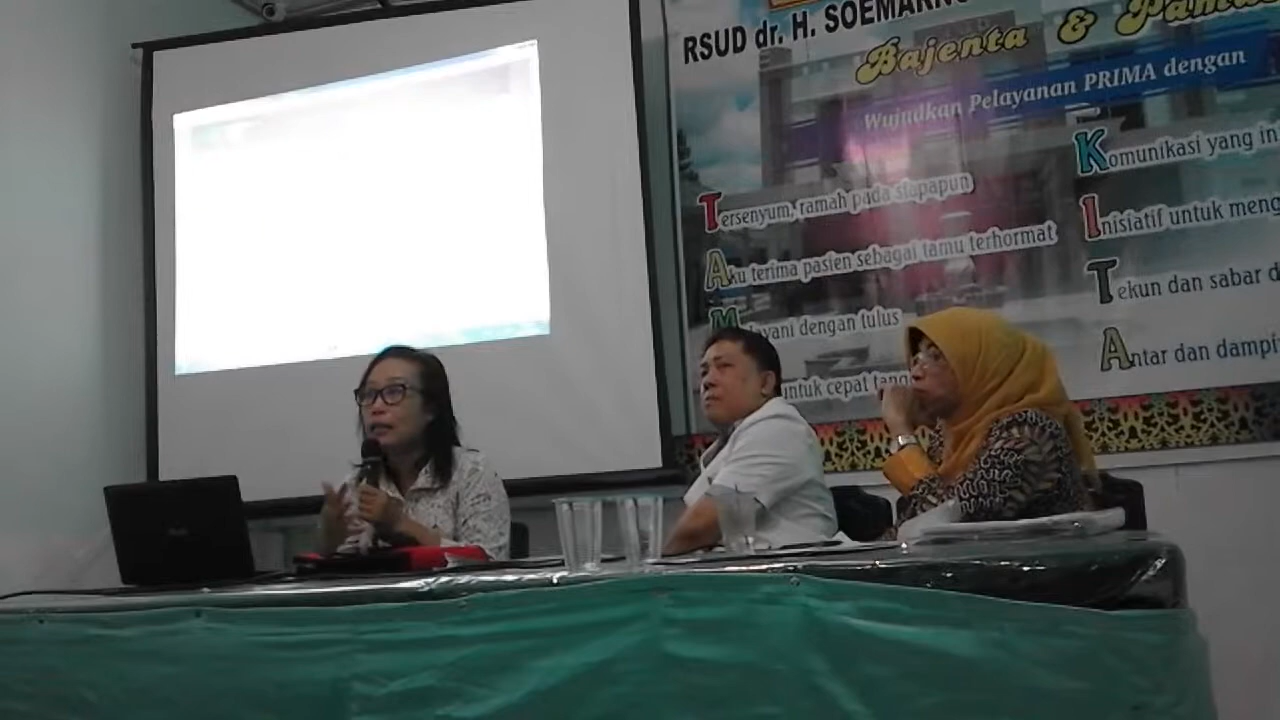 RSUD dr. H. SOEMARNO
Bajenta &
Wujudkan Pelayanan PRIMA dengan
Tersenyum, ramah pada siapapun
Aku terima pasien sebagai tamu terhormat
Melayani dengan tulus
untuk cepat tang
Komunikasi yang in
Inisiatif untuk meng
Tekun dan sabar d
Antar dan dampi